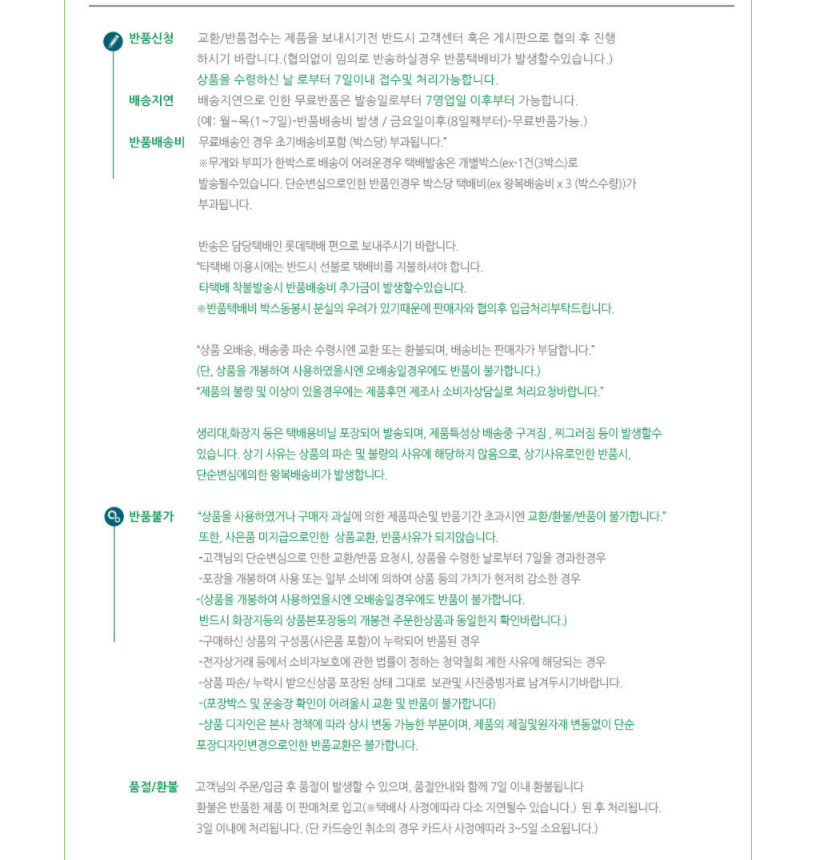 반품신청 교환/반품접수는 제품을 보내시기전 반드시 고객센터 혹은 게시판으로 협의 후 진행
하시기 바랍니다.(협의없이 임의로 반송하실경우 반품택배비가 발생할수있습니다.)
상품을 수령하신 날 로부터 7일이내 접수및 처리가능합니다.
배송지연 배송지연으로 인한 무료반품은 발송일로부터 7영업일 이후부터 가능합니다.
(예: 월~목(1~7일)-반품배송비 발생 / 금요일이후(8일째부터)-무료반품가능.)
반품배송비 무료배송인 경우 초기배송비포함 (박스당) 부과됩니다."
※무게와 부피가 한박스로 배송이 어려운경우 택배발송은 개별박스(ex-1건(3박스)로
발송될수있습니다. 단순변심으로인한 반품인경우 박스당 택배비(ex 왕복배송비 x 3 (박스수량))가
부과됩니다.
반송은 담당택배인 롯데택배 편으로 보내주시기 바랍니다.
"타택배 이용시에는 반드시 선불로 택배비를 지불하셔야 합니다.
타택배 착불발송시 반품배송비 추가금이 발생할수있습니다.
※반품택배비 박스동봉시 분실의 우려가 있기때문에 판매자와 협의후 입금처리부탁드립니다.
"상품 오배송, 배송중 파손 수령시엔 교환 또는 환불되며, 배송비는 판매자가 부담합니다."
(단, 상품을 개봉하여 사용하였을시엔 오배송일경우에도 반품이 불가합니다.)
"제품의 불량 및 이상이 있을경우에는 제품후면 제조사 소비자상담실로 처리요청바랍니다."
생리대,화장지 등은 택배용비닐 포장되어 발송되며, 제품특성상 배송중 구겨짐 , 찌그러짐 등이 발생할수
있습니다. 상기 사유는 상품의 파손 및 불량의 사유에 해당하지 않음으로, 상기사유로인한 반품시,
단순변심에의한 왕복배송비가 발생합니다.
반품불가 "상품을 사용하였거나 구매자 과실에 의한 제품파손및 반품기간 초과시엔 교환/환불/반품이 불가합니다."
또한, 사은품 미지급으로인한 상품교환, 반품사유가 되지않습니다.
-고객님의 단순변심으로 인한 교환/반품 요청시, 상품을 수령한 날로부터 7일을 경과한경우
-포장을 개봉하여 사용 또는 일부 소비에 의하여 상품 등의 가치가 현저히 감소한 경우
-(상품을 개봉하여 사용하였을시엔 오배송일경우에도 반품이 불가합니다.
반드시 화장지등의 상품본포장등의 개봉전 주문한상품과 동일한지 확인바랍니다.)
-구매하신 상품의 구성품(사은품 포함)이 누락되어 반품된 경우
-전자상거래 등에서 소비자보호에 관한 법률이 정하는 청약철회 제한 사유에 해당되는 경우
-상품 파손/ 누락시 받으신상품 포장된 상태 그대로 보관및 사진증빙자료 남겨두시기바랍니다.
-(포장박스 및 운송장 확인이 어려울시 교환 및 반품이 불가합니다)
-상품 디자인은 본사 정책에 따라 상시 변동 가능한 부분이며, 제품의 제질및원자재 변동없이 단순
포장디자인변경으로인한 반품교환은 불가합니다.
품절/환불 고객님의 주문/입금 후 품절이 발생할 수 있으며, 품절안내와 함께 7일 이내 환불됩니다
환불은 반품한 제품 이 판매처로 입고(※택배사 사정에따라 다소 지연될수 있습니다.) 된 후 처리됩니다.
3일 이내에 처리됩니다. (단 카드승인 취소의 경우 카드사 사정에따라 3~5일 소요됩니다.)